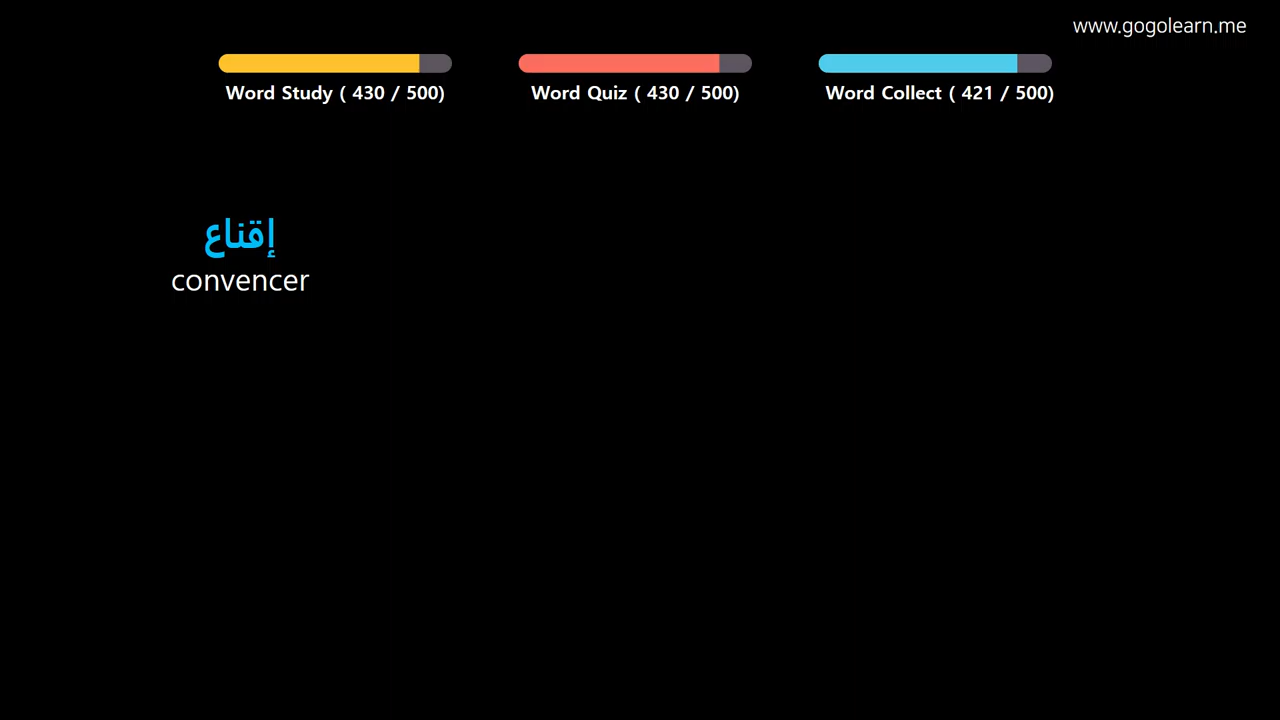 www.gogolearn.me
Word Study ( 430 / 500)
Word Quiz ( 430 / 500)
Word Collect ( 421 / 500)
إقناع
convencer